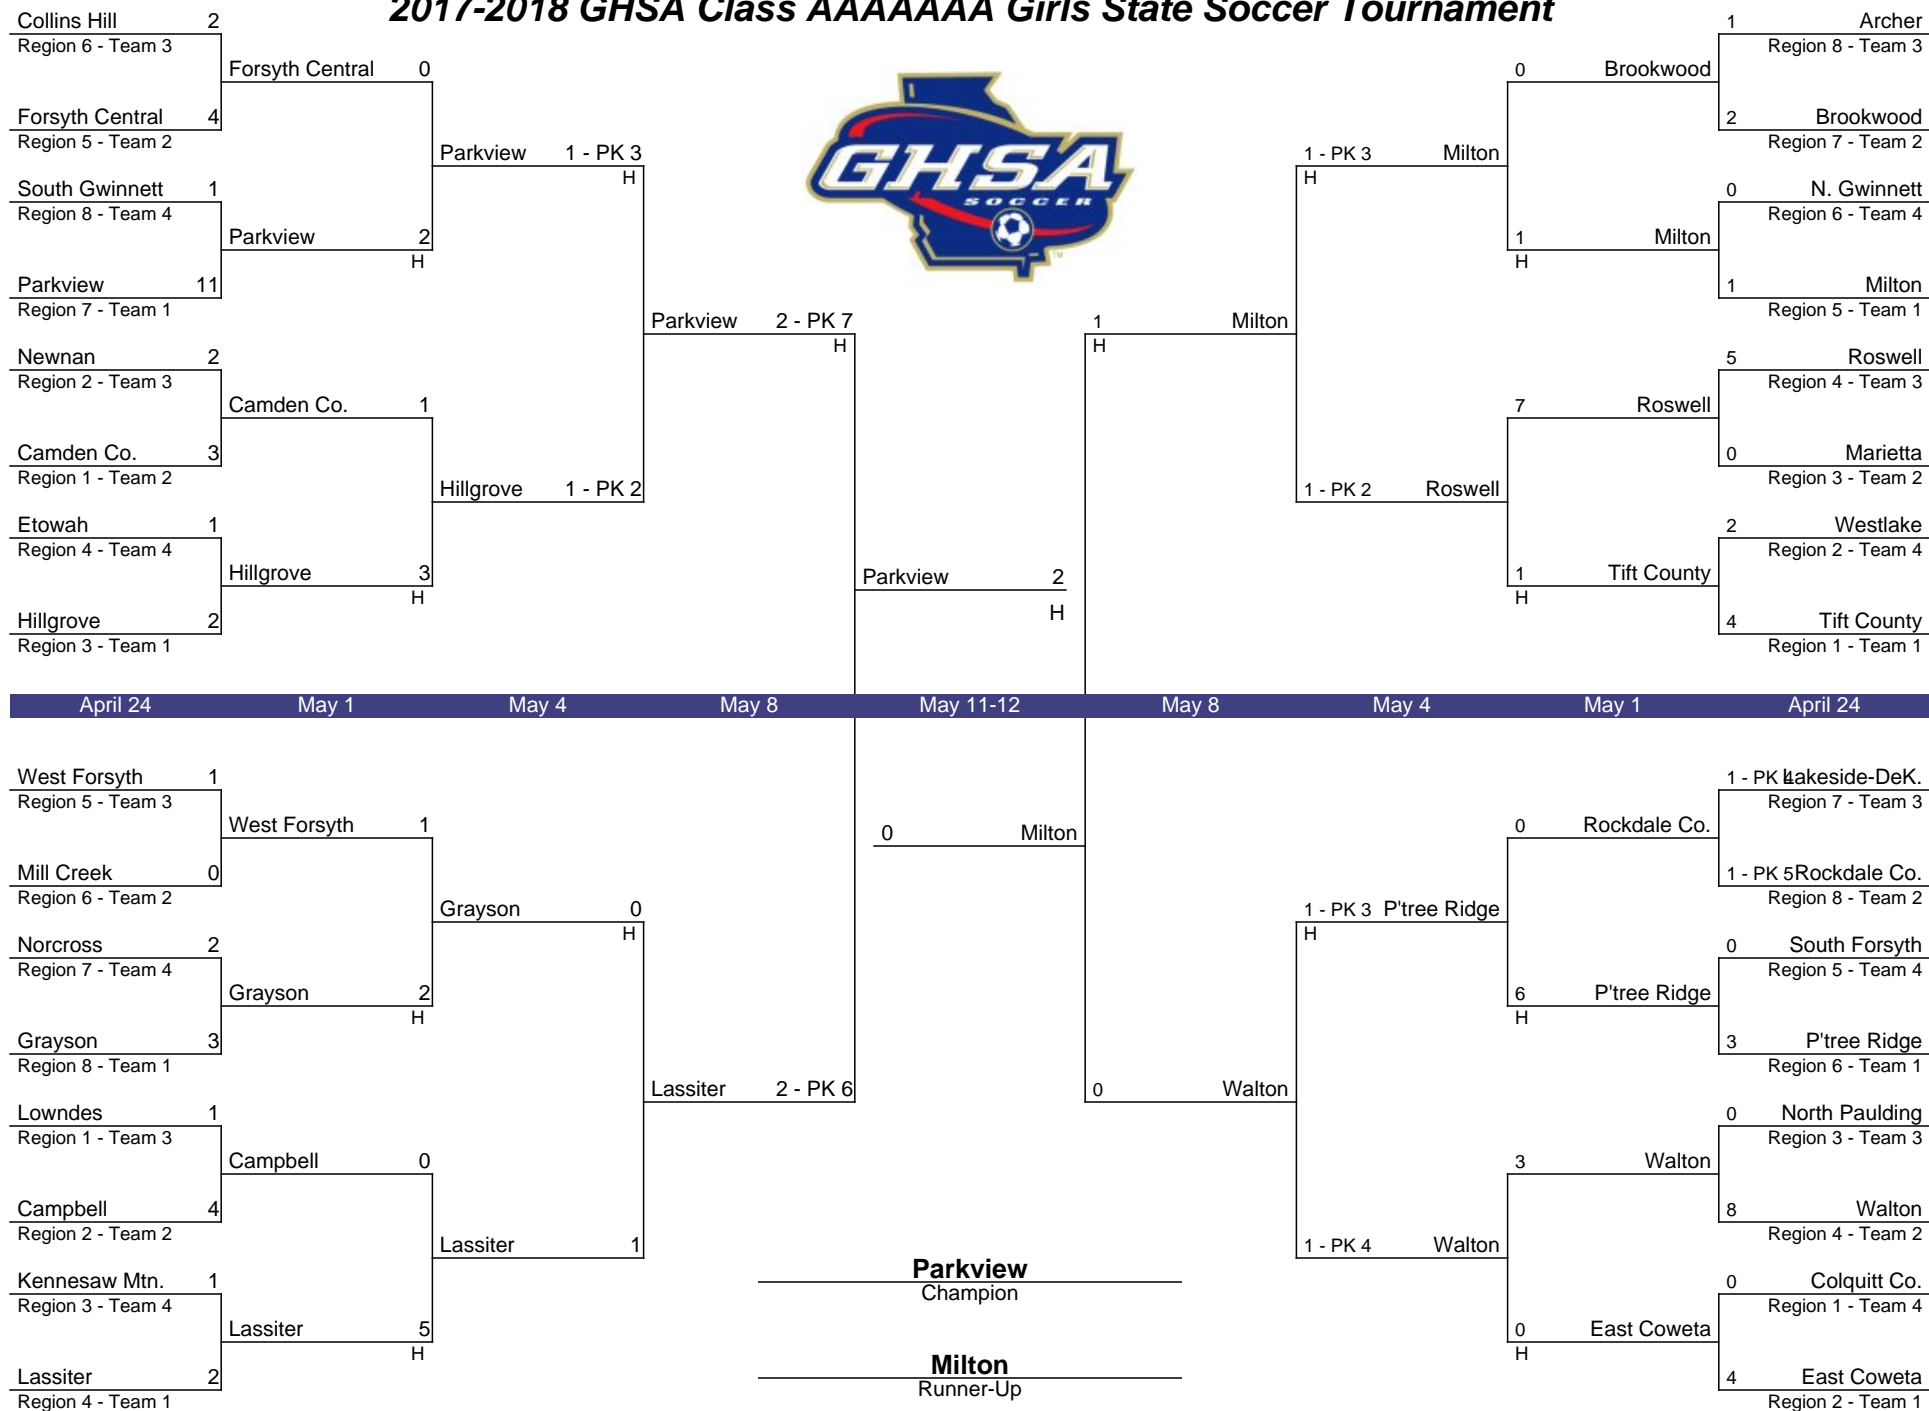 2017-2018 GHSA Class AAAAAAA Girls State Soccer Tournament
GHSA
SOCCER
TM
Collins Hill 2
Region 6 - Team 3
Forsyth Central 0
Forsyth Central 4
Region 5 - Team 2
Parkview 1 - PK 3
H
South Gwinnett 1
Region 8 - Team 4
Parkview 2
H
Parkview 11
Region 7 - Team 1
Parkview 2 - PK 7
H
Newnan 2
Region 2 - Team 3
Camden Co. 1
Camden Co. 3
Region 1 - Team 2
Hillgrove 1 - PK 2
Etowah 1
Region 4 - Team 4
Hillgrove 3
H
Hillgrove 2
Region 3 - Team 1
Parkview 2
H
1 Archer
Region 8 - Team 3
0 Brookwood
2 Brookwood
Region 7 - Team 2
1 - PK 3 Milton
H
0 N. Gwinnett
Region 6 - Team 4
1 Milton
H
1 Milton
Region 5 - Team 1
1 Milton
H
5 Roswell
Region 4 - Team 3
7 Roswell
0 Marietta
Region 3 - Team 2
1 - PK 2 Roswell
2 Westlake
Region 2 - Team 4
1 Tift County
H
4 Tift County
Region 1 - Team 1
April 24 May 1 May 4 May 8 May 11-12 May 8 May 4 May 1 April 24
West Forsyth 1
Region 5 - Team 3
West Forsyth 1
Mill Creek 0
Region 6 - Team 2
Grayson 0
H
Norcross 2
Region 7 - Team 4
Grayson 2
H
Grayson 3
Region 8 - Team 1
Lassiter 2 - PK 6
Lowndes 1
Region 1 - Team 3
Campbell 0
Campbell 4
Region 2 - Team 2
Lassiter 1
Kennesaw Mtn. 1
Region 3 - Team 4
Lassiter 5
H
Lassiter 2
Region 4 - Team 1
0 Milton
1 - PK 4 Lakeside-DeK.
Region 7 - Team 3
0 Rockdale Co.
1 - PK 5 Rockdale Co.
Region 8 - Team 2
1 - PK 3 P'tree Ridge
H
0 South Forsyth
Region 5 - Team 4
6 P'tree Ridge
H
3 P'tree Ridge
Region 6 - Team 1
0 Walton
0 North Paulding
Region 3 - Team 3
3 Walton
8 Walton
Region 4 - Team 2
1 - PK 4 Walton
0 Colquitt Co.
Region 1 - Team 4
0 East Coweta
H
4 East Coweta
Region 2 - Team 1
Parkview
Champion
Milton
Runner-Up